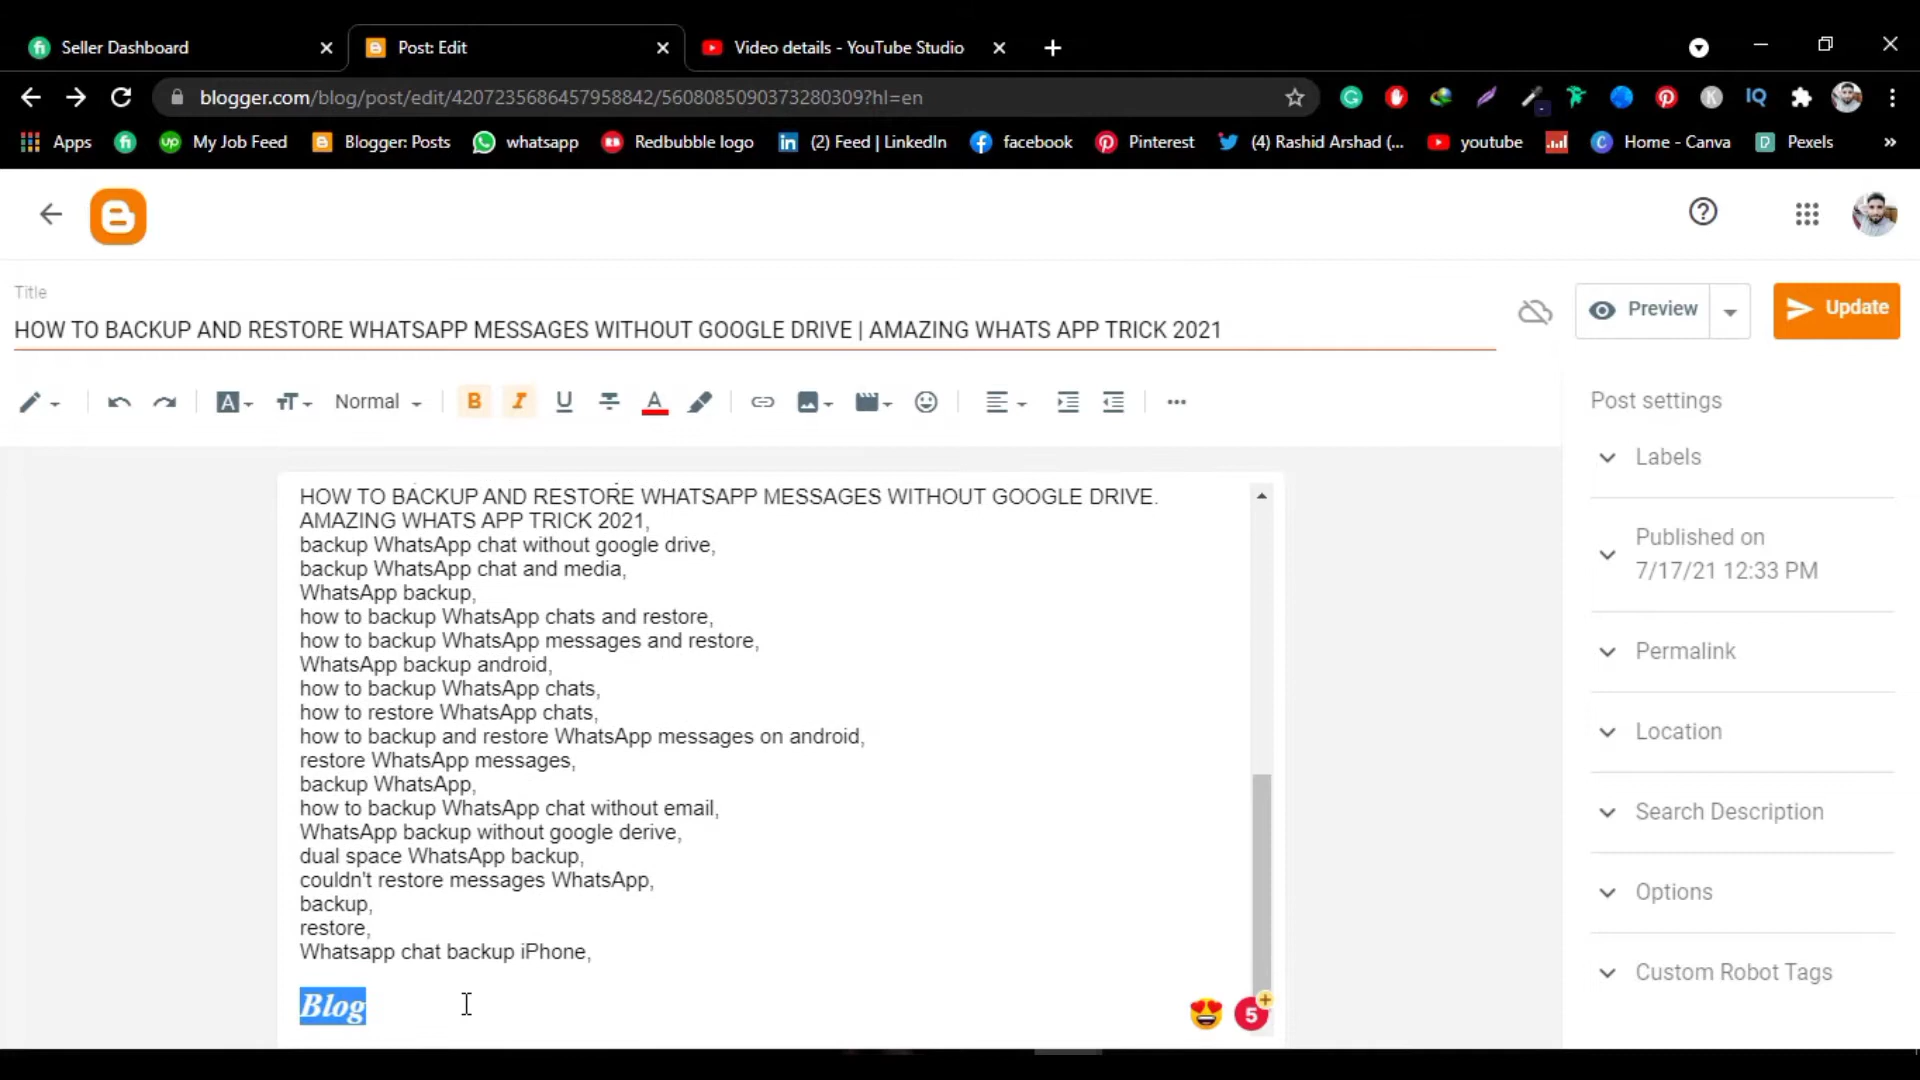 Seller Dashboard
Post: Edit
Video details - YouTube Studio
blogger.com/blog/post/edit/4207235686457958842/5608085090373280309?hl=en
Apps
My Job Feed
Blogger: Posts
whatsapp
Redbubble logo
(2) Feed | LinkedIn
facebook
Pinterest
(4) Rashid Arshad (...
youtube
Home - Canva
Pexels
»
Title
HOW TO BACKUP AND RESTORE WHATSAPP MESSAGES WITHOUT GOOGLE DRIVE | AMAZING WHATS APP TRICK 2021
Preview
Update
Normal
B
I
U
A
Post settings
Labels
Published on
7/17/21 12:33 PM
Permalink
Location
Search Description
Options
Custom Robot Tags
HOW TO BACKUP AND RESTORE WHATSAPP MESSAGES WITHOUT GOOGLE DRIVE.
AMAZING WHATS APP TRICK 2021,
backup WhatsApp chat without google drive,
backup WhatsApp chat and media,
WhatsApp backup,
how to backup WhatsApp chats and restore,
how to backup WhatsApp messages and restore,
WhatsApp backup android,
how to backup WhatsApp chats,
how to restore WhatsApp chats,
how to backup and restore WhatsApp messages on android,
restore WhatsApp messages,
backup WhatsApp,
how to backup WhatsApp chat without email,
WhatsApp backup without google derive,
dual space WhatsApp backup,
couldn't restore messages WhatsApp,
backup,
restore,
Whatsapp chat backup iPhone,
Blog
5